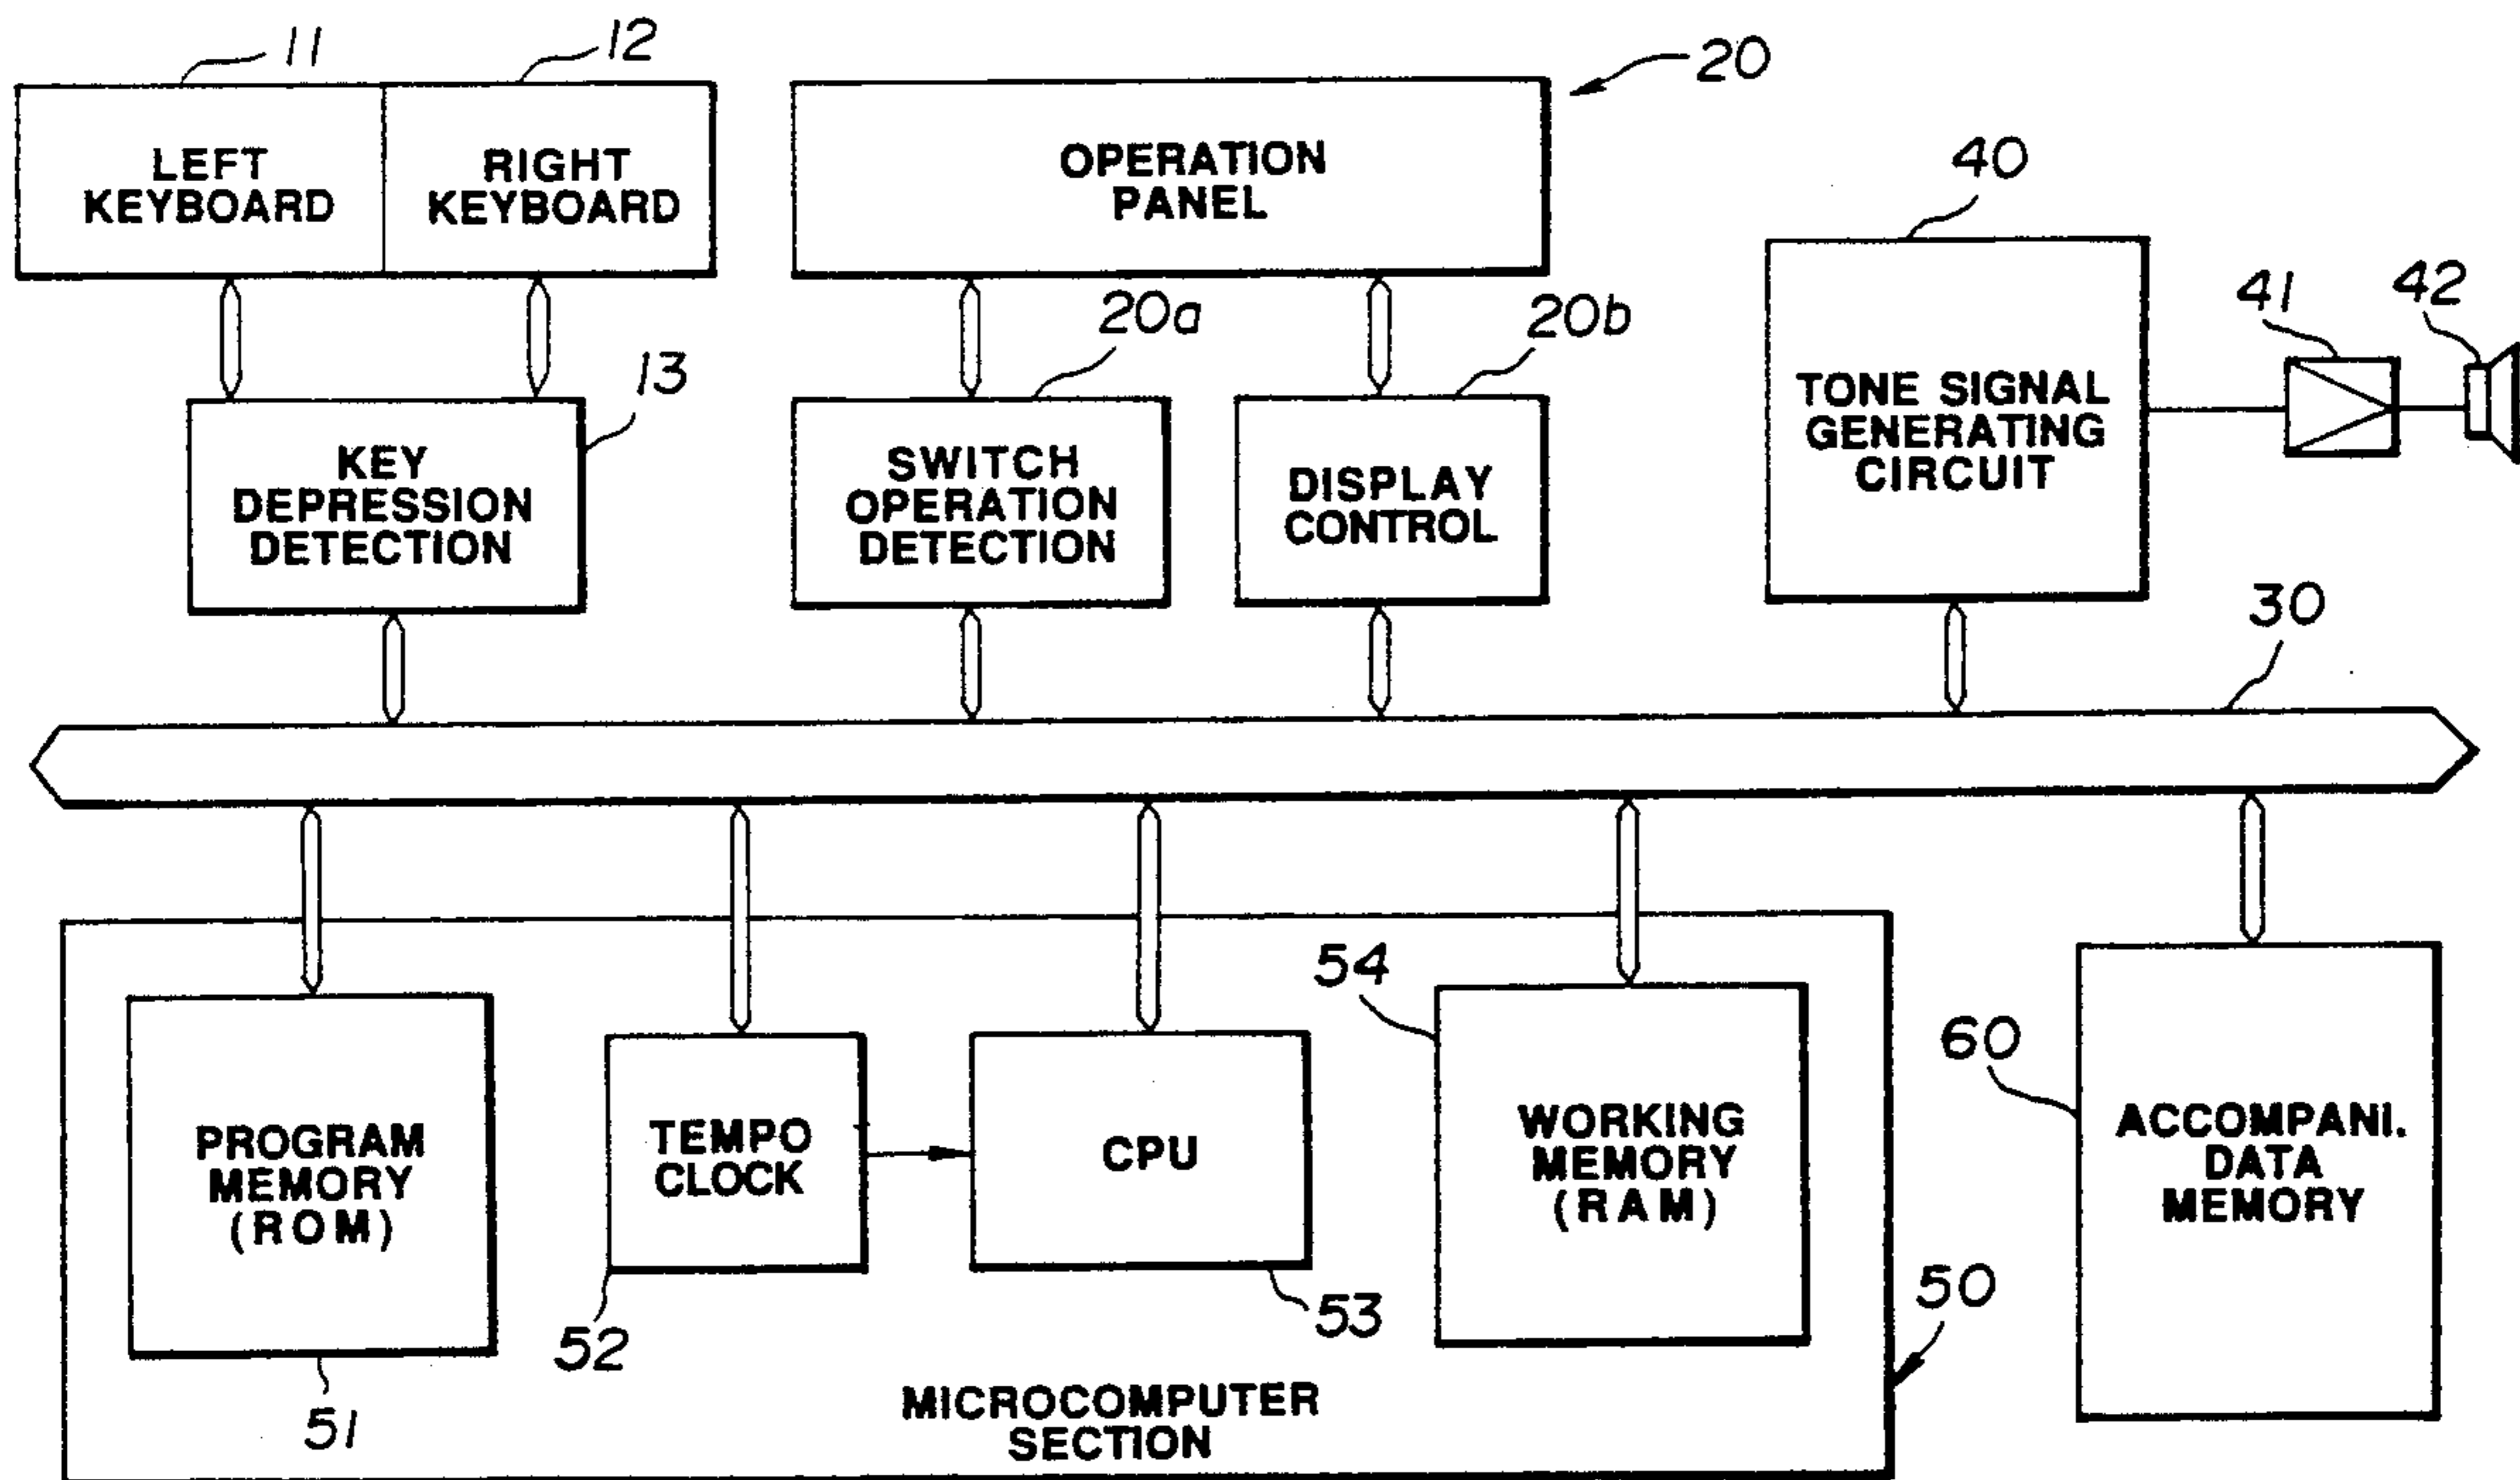 11
12
20
LEFT
KEYBOARD
RIGHT
KEYBOARD
OPERATION
PANEL
40
13
20a
20b
41
42
KEY
DEPRESSION
DETECTION
SWITCH
OPERATION
DETECTION
DISPLAY
CONTROL
TONE SIGNAL
GENERATING
CIRCUIT
30
54
60
PROGRAM
MEMORY
(ROM)
TEMPO
CLOCK
CPU
WORKING
MEMORY
(RAM)
ACCOMPANI.
DATA
MEMORY
51
52
53
50
MICROCOMPUTER
SECTION